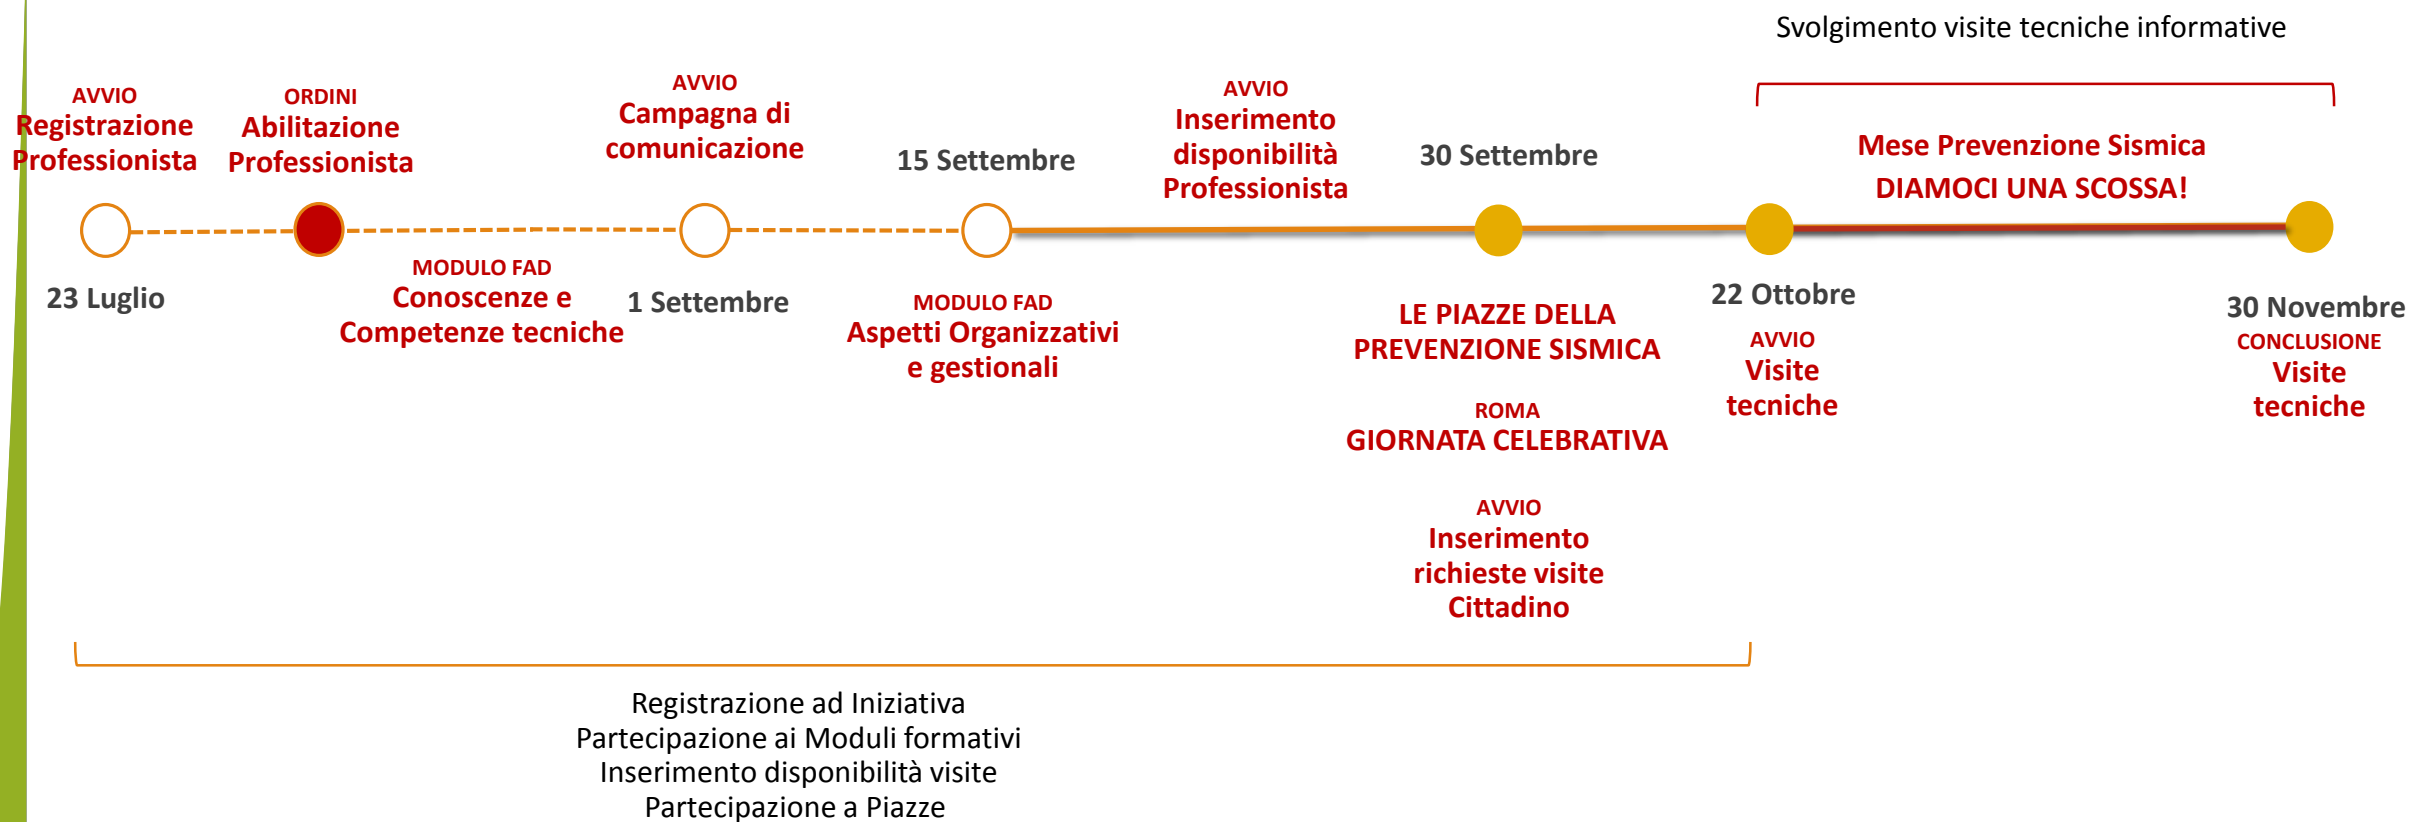 Svolgimento visite tecniche informative
AVVIO
Registrazione
Professionista
ORDINI
Abilitazione
Professionista
AVVIO
Campagna di
comunicazione
15 Settembre
AVVIO
Inserimento
disponibilità
Professionista
30 Settembre
Mese Prevenzione Sismica
DIAMOCI UNA SCOSSA!
23 Luglio
MODULO FAD
Conoscenze e
Competenze tecniche
1 Settembre
MODULO FAD
Aspetti Organizzativi
e gestionali
LE PIAZZE DELLA
PREVENZIONE SISMICA
ROMA
GIORNATA CELEBRATIVA
AVVIO
Inserimento
richieste visite
Cittadino
22 Ottobre
AVVIO
Visite
tecniche
30 Novembre
CONCLUSIONE
Visite
tecniche
Registrazione ad Iniziativa
Partecipazione ai Moduli formativi
Inserimento disponibilità visite
Partecipazione a Piazze